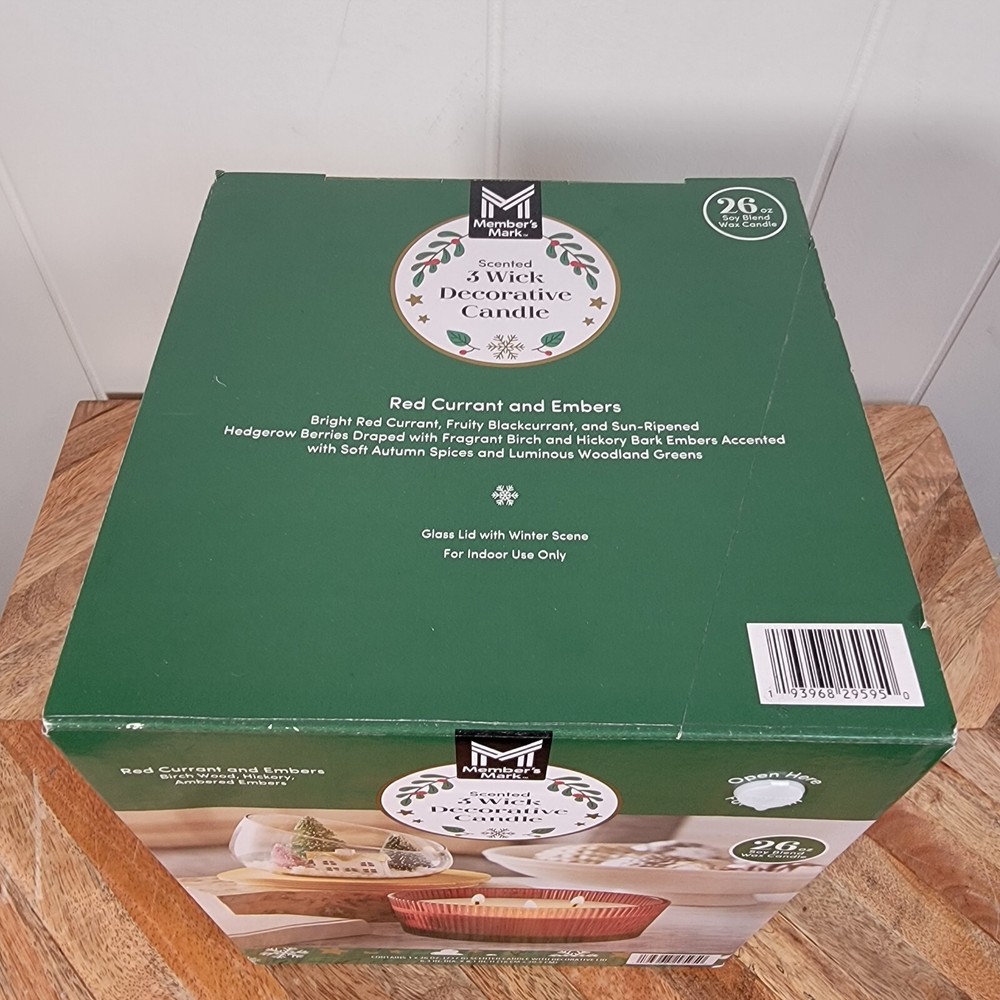 Member's
Mark™
26 oz
Soy Blend
Wax Candle
Scented
3 Wick
Decorative
Candle
Red Currant and Embers
Bright Red Currant, Fruity Blackcurrant, and Sun-Ripened
Hedgerow Berries Draped with Fragrant Birch and Hickory Bark Embers Accented
with Soft Autumn Spices and Luminous Woodland Greens
Glass Lid with Winter Scene
For Indoor Use Only
1 93968 29595 0
Member's
Mark™
Red Currant and Embers
Birch Wood, Hickory,
Ambered Embers
Scented
3 Wick
Decorative
Candle
Open Here
26 oz
Soy Blend
Wax Candle